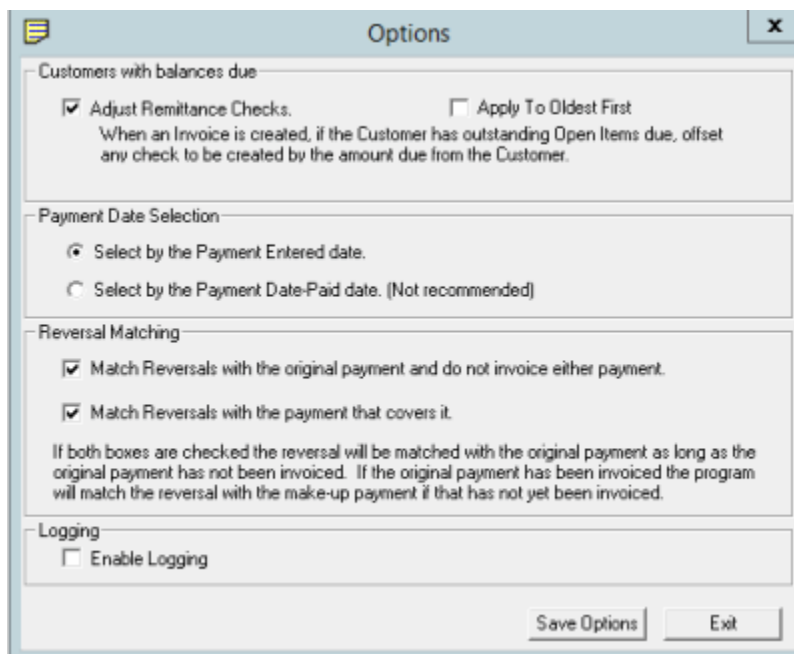 Options
x
Customers with balances due
Adjust Remittance Checks.
Apply To Oldest First
When an Invoice is created, if the Customer has outstanding Open Items due, offset
any check to be created by the amount due from the Customer.
Payment Date Selection
Select by the Payment Entered date.
Select by the Payment Date-Paid date. (Not recommended)
Reversal Matching
Match Reversals with the original payment and do not invoice either payment.
Match Reversals with the payment that covers it.
If both boxes are checked the reversal will be matched with the original payment as long as the
original payment has not been invoiced.  If the original payment has been invoiced the program
will match the reversal with the make-up payment if that has not yet been invoiced.
Logging
Enable Logging
Save Options
Exit